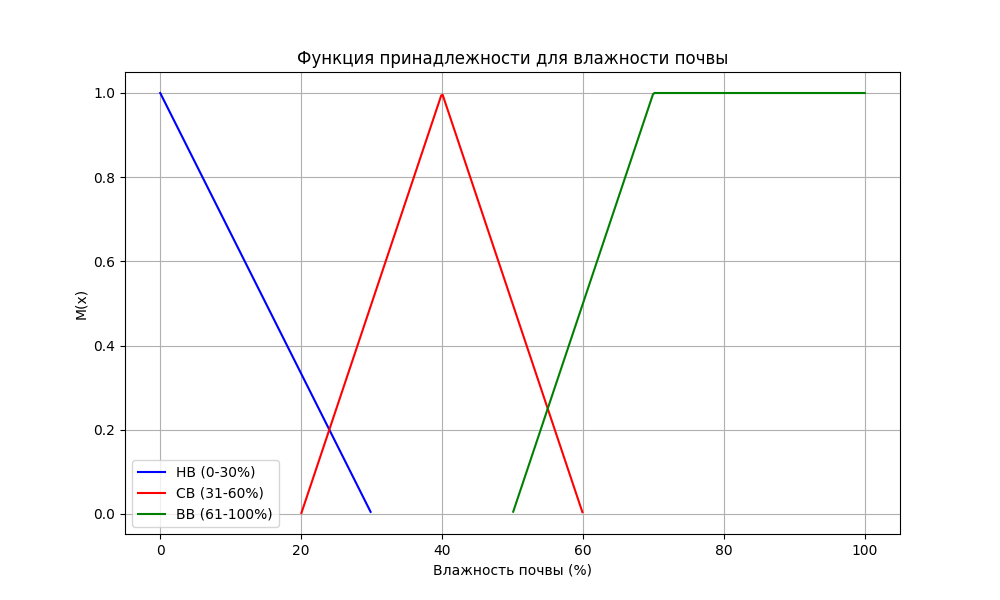 Функция принадлежности для влажности почвы
M(x)
1.0
0.8
0.6
0.4
0.2
0.0
НВ (0-30%)
СВ (31-60%)
ВВ (61-100%)
0 20 40 60 80 100
Влажность почвы (%)